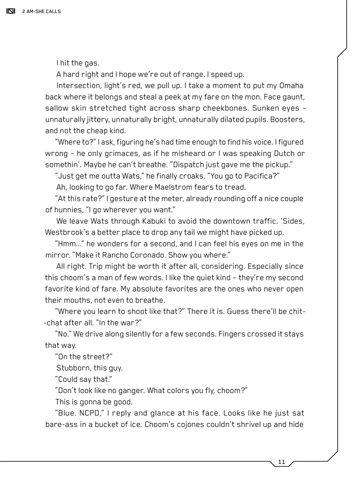 2 AM-SHE CALLS
I hit the gas.
A hard right and I hope we're out of range. I speed up.
Intersection, light's red, we pull up. I take a moment to put my Omaha
back where it belongs and steal a peek at my fare on the mon. Face gaunt,
sallow skin stretched tight across sharp cheekbones. Sunken eyes –
unnaturally jittery, unnaturally bright, unnaturally dilated pupils. Boosters,
and not the cheap kind.
"Where to?" I ask, figuring he's had time enough to find his voice. I figured
wrong – he only grimaces, as if he misheard or I was speaking Dutch or
somethin'. Maybe he can't breathe. "Dispatch just gave me the pickup."
"Just get me outta Wats," he finally croaks. "You go to Pacifica?"
Ah, looking to go far. Where Maelstrom fears to tread.
"At this rate?" I gesture at the meter, already rounding off a nice couple
of hunnies, "I go wherever you want."
We leave Wats through Kabuki to avoid the downtown traffic. 'Sides,
Westbrook's a better place to drop any tail we might have picked up.
"Hmm..." he wonders for a second, and I can feel his eyes on me in the
mirror. "Make it Rancho Coronado. Show you where."
All right. Trip might be worth it after all, considering. Especially since
this choom's a man of few words. I like the quiet kind – they're my second
favorite kind of fare. My absolute favorites are the ones who never open
their mouths, not even to breathe.
"Where you learn to shoot like that?" There it is. Guess there'll be chit-
-chat after all. "In the war?"
"No." We drive along silently for a few seconds. Fingers crossed it stays
that way.
"On the street?"
Stubborn, this guy.
"Could say that."
"Don't look like no ganger. What colors you fly, choom?"
This is gonna be good.
"Blue. NCPD," I reply and glance at his face. Looks like he just sat
bare-ass in a bucket of ice. Choom's cojones couldn't shrivel up and hide
11